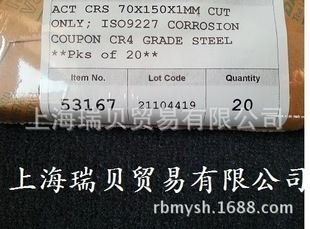 ACT CRS 70X150X1MM CUT
ONLY; ISO9227 CORROSION
COUPON CR4 GRADE STEEL
**Pks of 20**
Item No. Lot Code Quantity
53167 21104419 20
上海瑞贝贸易有限公司
上海瑞贝贸易有限公司
rbmysh.1688.com